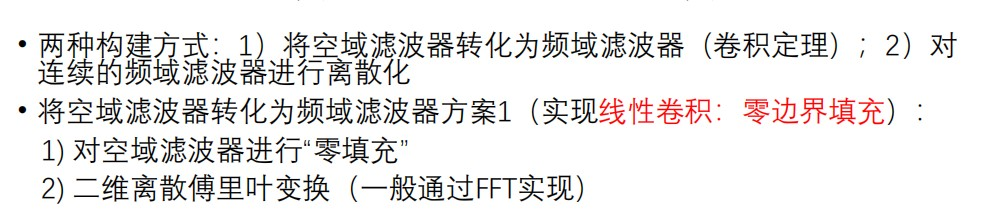 • 两种构建方式：1）将空域滤波器转化为频域滤波器（卷积定理）；2）对
连续的频域滤波器进行离散化
• 将空域滤波器转化为频域滤波器方案1（实现线性卷积：零边界填充）：
1) 对空域滤波器进行“零填充”
2) 二维离散傅里叶变换（一般通过FFT实现）